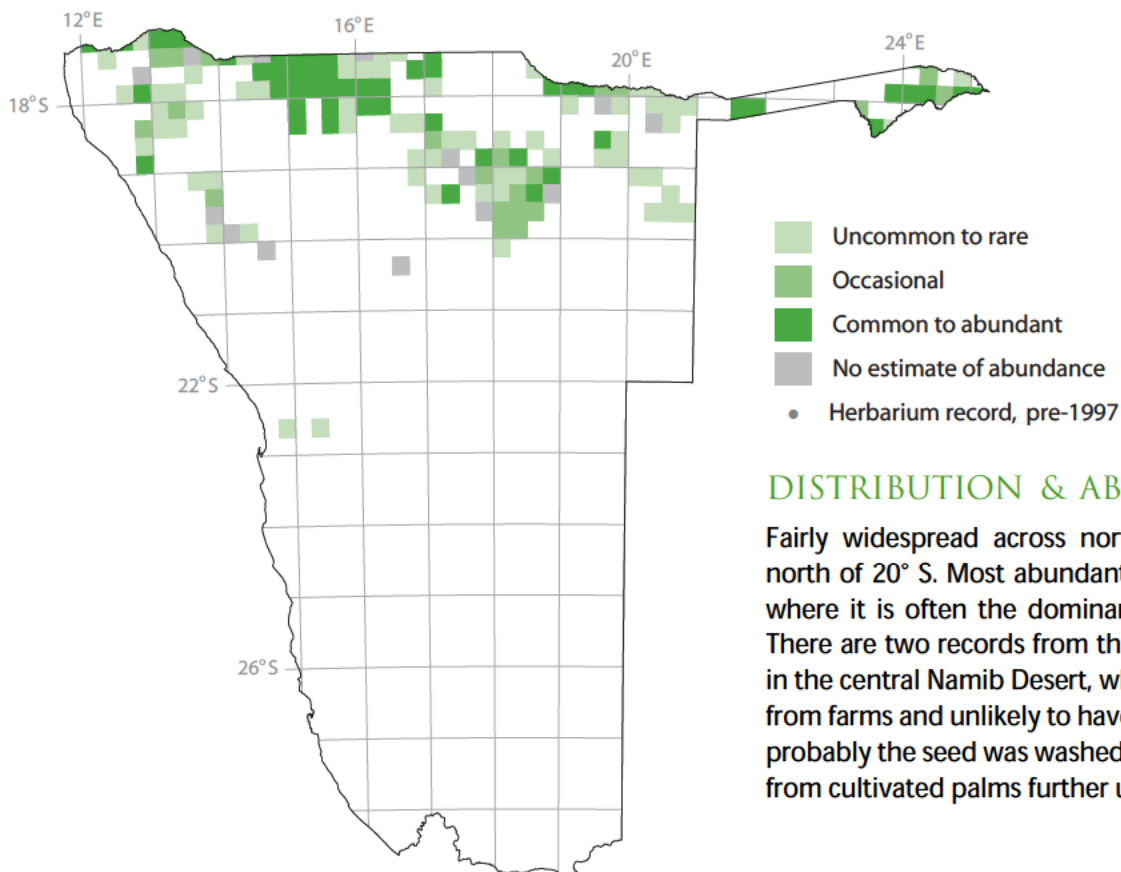 12°E
16°E
20°E
24°E
18°S
22°S
26°S
Uncommon to rare
Occasional
Common to abundant
No estimate of abundance
Herbarium record, pre-1997
DISTRIBUTION & AB
Fairly widespread across nor
north of 20° S. Most abundant
where it is often the dominar
There are two records from th
in the central Namib Desert, wl
from farms and unlikely to have
probably the seed was washed
from cultivated palms further u